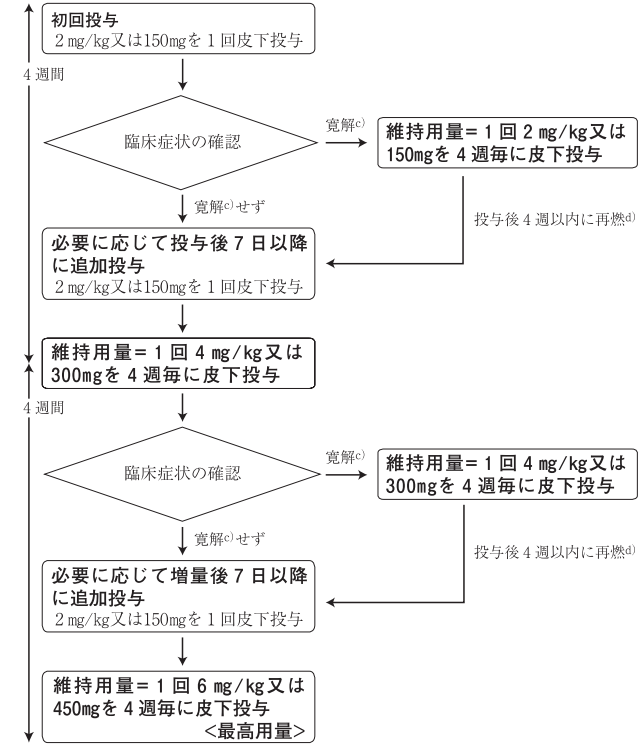 初回投与
2mg/kg又は150mgを1回皮下投与
4週間
臨床症状の確認
寛解c)
維持用量=1回2mg/kg又は
150mgを4週毎に皮下投与
寛解c)せず
投与後4週以内に再燃d)
必要に応じて投与後7日以降
に追加投与
2mg/kg又は150mgを1回皮下投与
維持用量=1回4mg/kg又は
300mgを4週毎に皮下投与
4週間
臨床症状の確認
寛解c)
維持用量=1回4mg/kg又は
300mgを4週毎に皮下投与
寛解c)せず
投与後4週以内に再燃d)
必要に応じて増量後7日以降
に追加投与
2mg/kg又は150mgを1回皮下投与
維持用量=1回6mg/kg又は
450mgを4週毎に皮下投与
<最高用量>